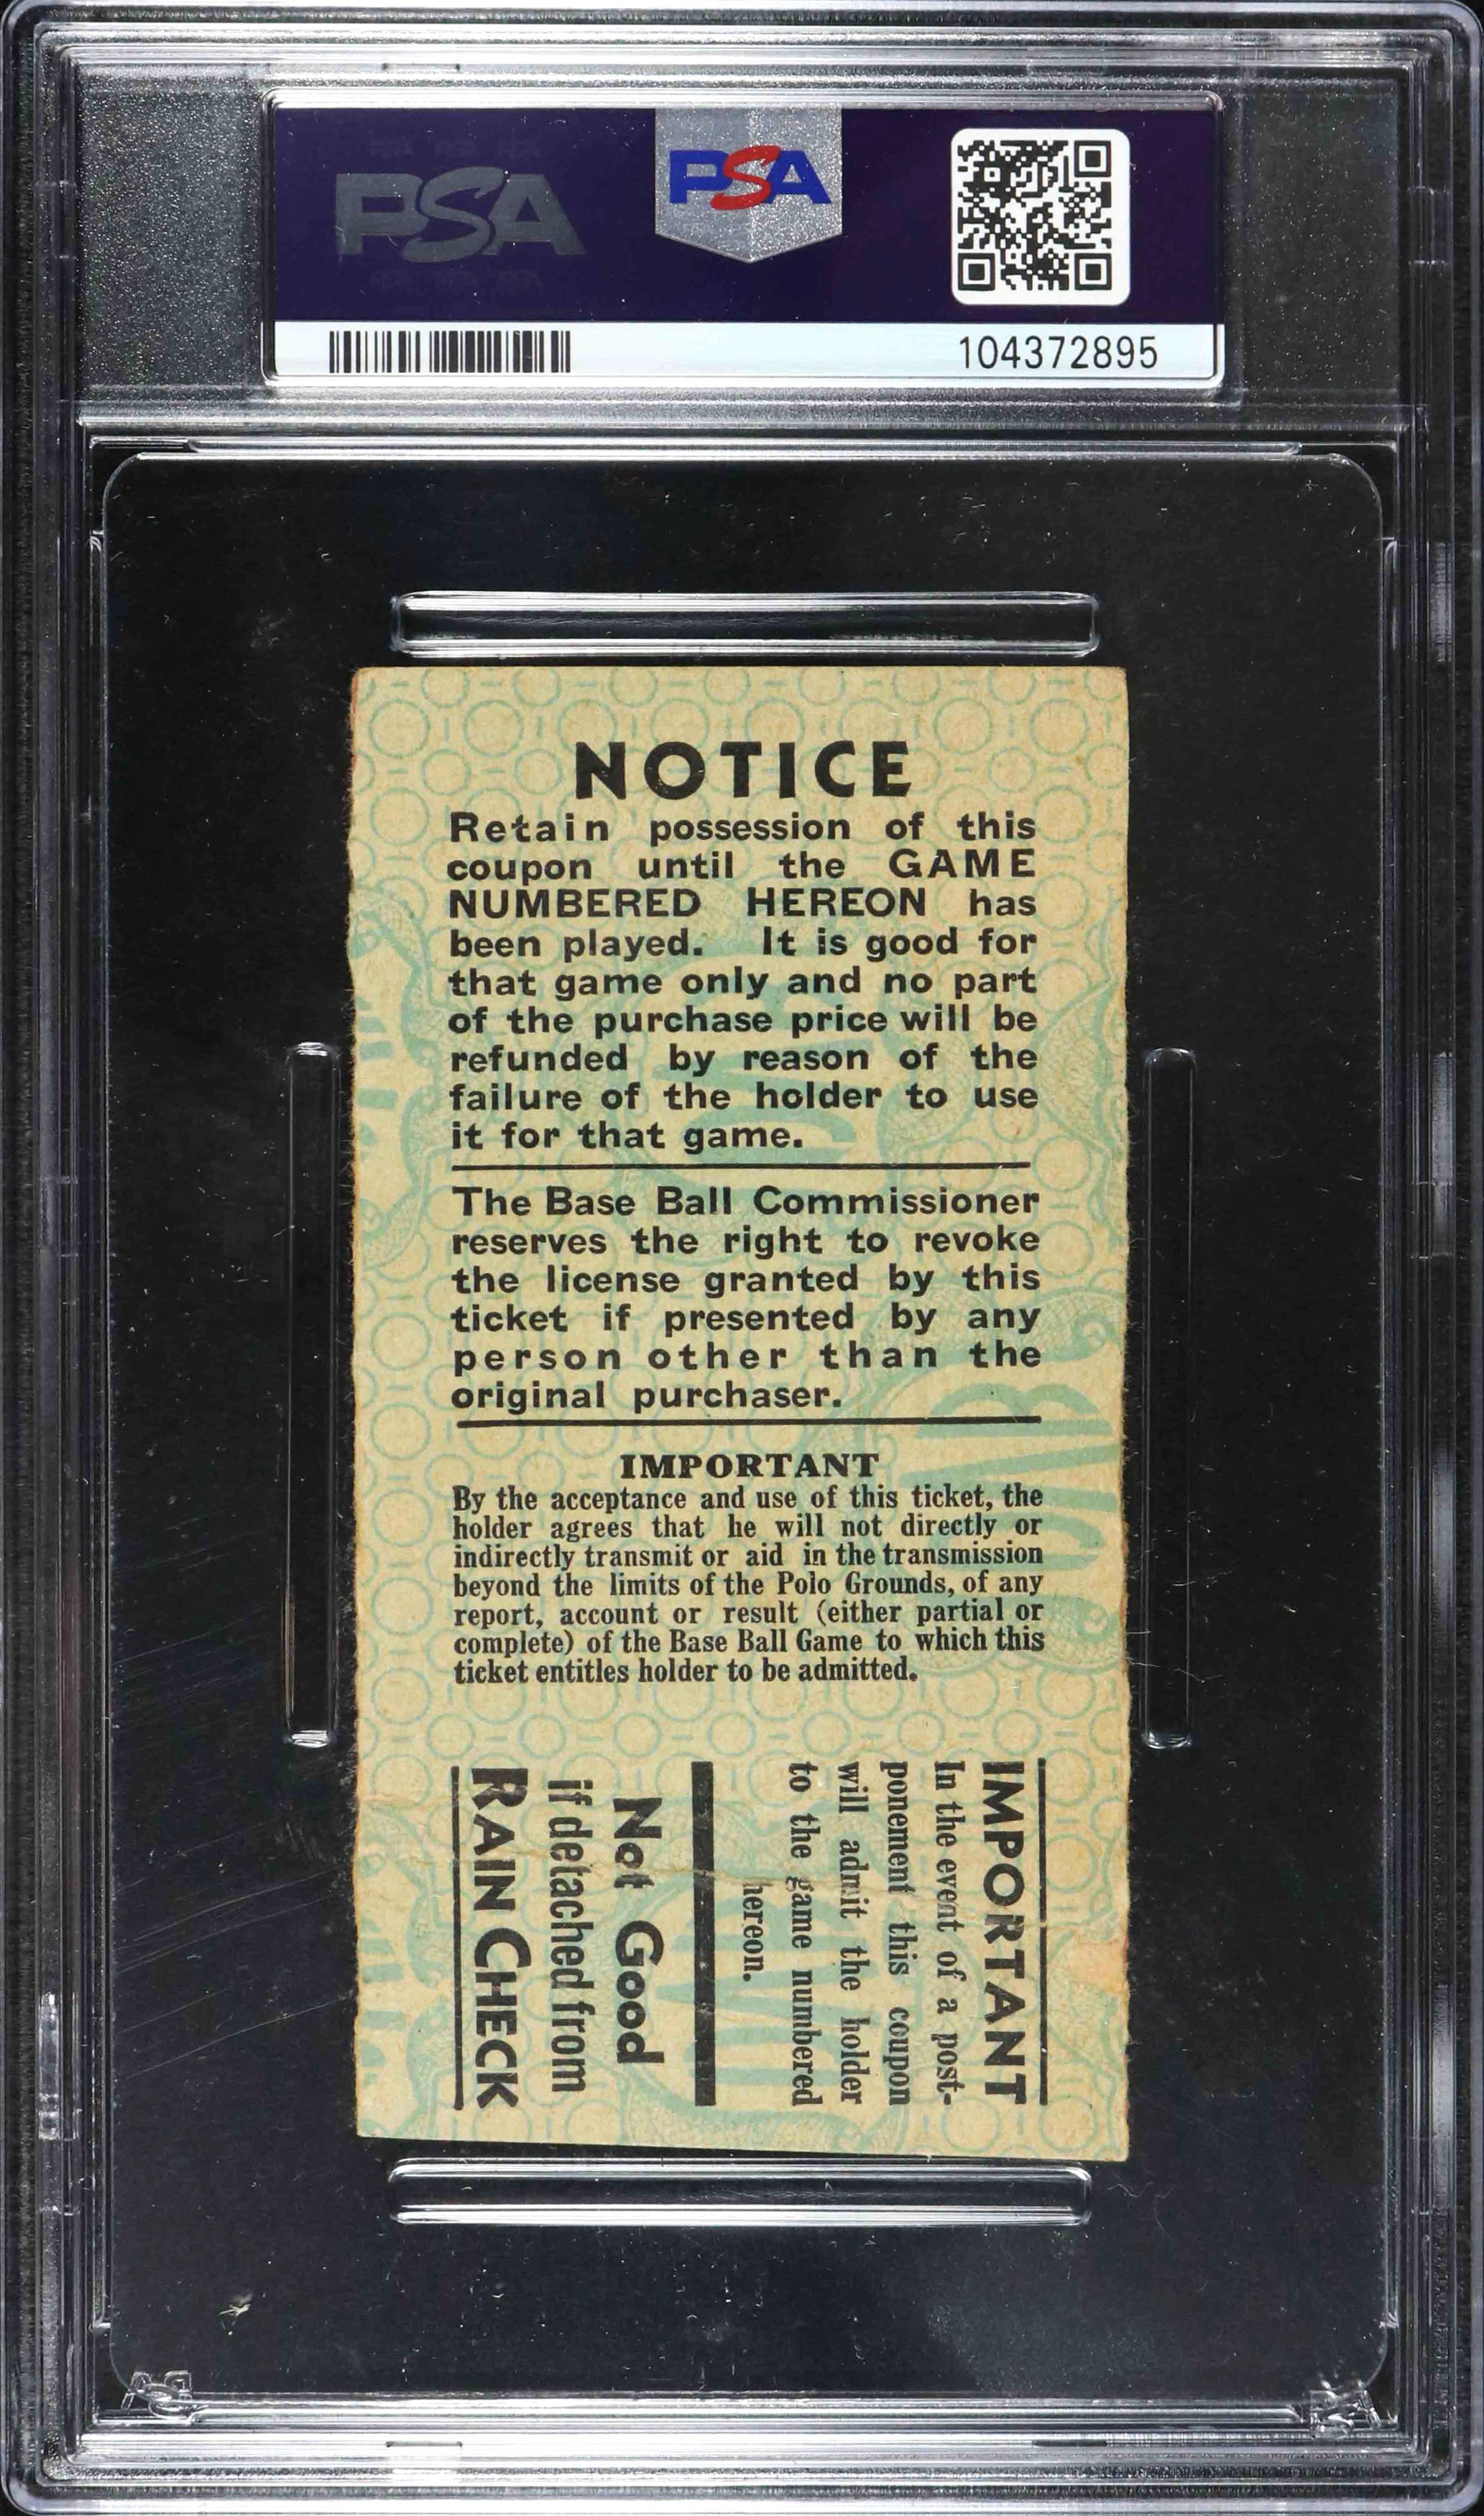 PSA
PSA
104372895
NOTICE
Retain possession of this
coupon until the GAME
NUMBERED HEREON has
been played. It is good for
that game only and no part
of the purchase price will be
refunded by reason of the
failure of the holder to use
it for that game.
The Base Ball Commissioner
reserves the right to revoke
the license granted by this
ticket if presented by any
person other than the
original purchaser.
IMPORTANT
By the acceptance and use of this ticket, the
holder agrees that he will not directly or
indirectly transmit or aid in the transmission
beyond the limits of the Polo Grounds, of any
report, account or result (either partial or
complete) of the Base Ball Game to which this
ticket entitles holder to be admitted.
IMPORTANT
In the event of a post-
ponement this coupon
will admit the holder
to the game numbered
hereon.
Not Good
if detached from
RAIN CHECK
PSA
PSA